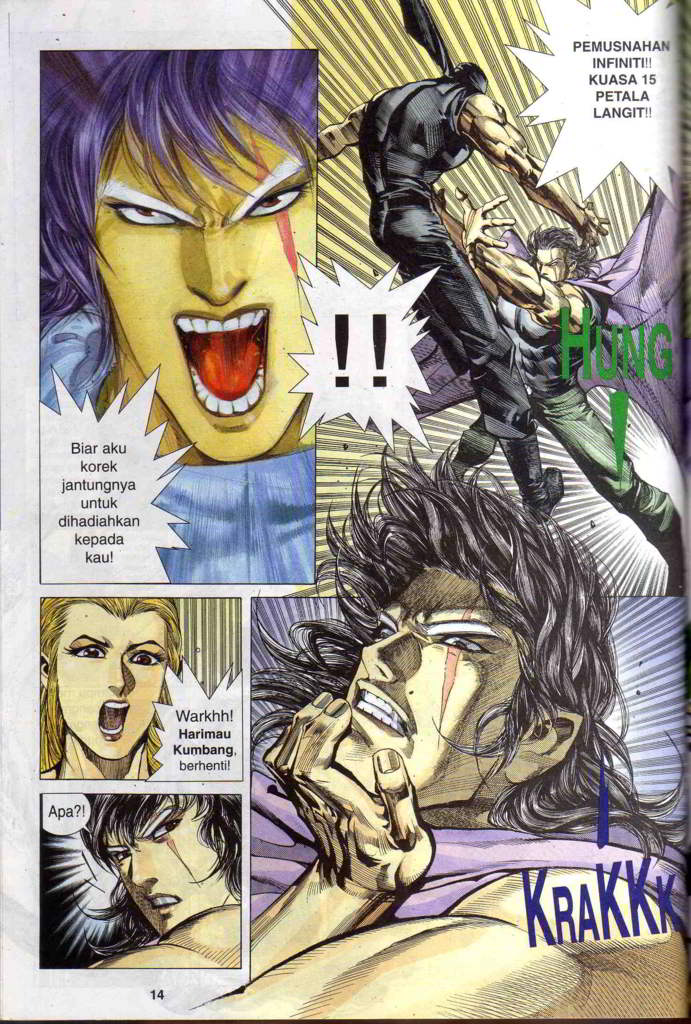 PEMUSNAHAN
INFINITI!!
KUASA 15
PETALA
LANGIT!!
HUNG
!
!!
Biar aku
korek
jantungnya
untuk
dihadiahkan
kepada
kau!
Warkhh!
Harimau
Kumbang,
berhenti!
Apa?!
KRAKKK
!
14